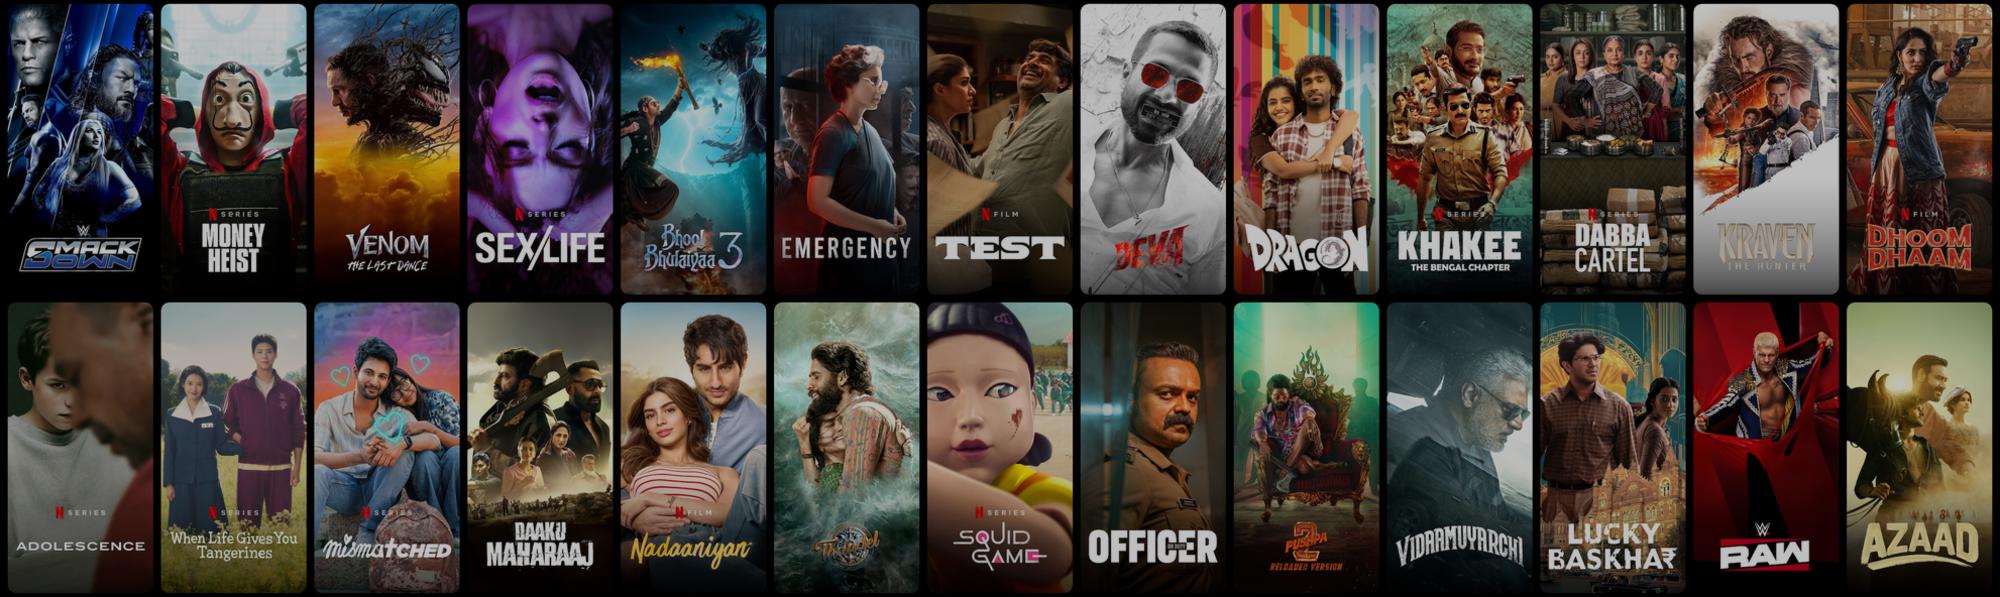 W
SMACK
DOWN
N SERIES
MONEY
HEIST
VENOM
THE LAST DANCE
N SERIES
SEX/LIFE
Bhool
Bhulaiyaa 3
EMERGENCY
N FILM
TEST
DEVA
DRAGON
N SERIES
KHAKEE
THE BENGAL CHAPTER
N SERIES
DABBA
CARTEL
KRAVEN
THE HUNTER
N FILM
DHOOM
DHAAM
N SERIES
ADOLESCENCE
N SERIES
When Life Gives You
Tangerines
N SERIES
mismatched
DAAKU
MAHARAAJ
N FILM
Nadaaniyan
Thandel
N SERIES
SQUID
GAME
OFFICER
2
PUSHPA
RELOADED VERSION
VIDAAMUYARCHI
LUCKY
BASKHA₹
W
RAW
AZAAD